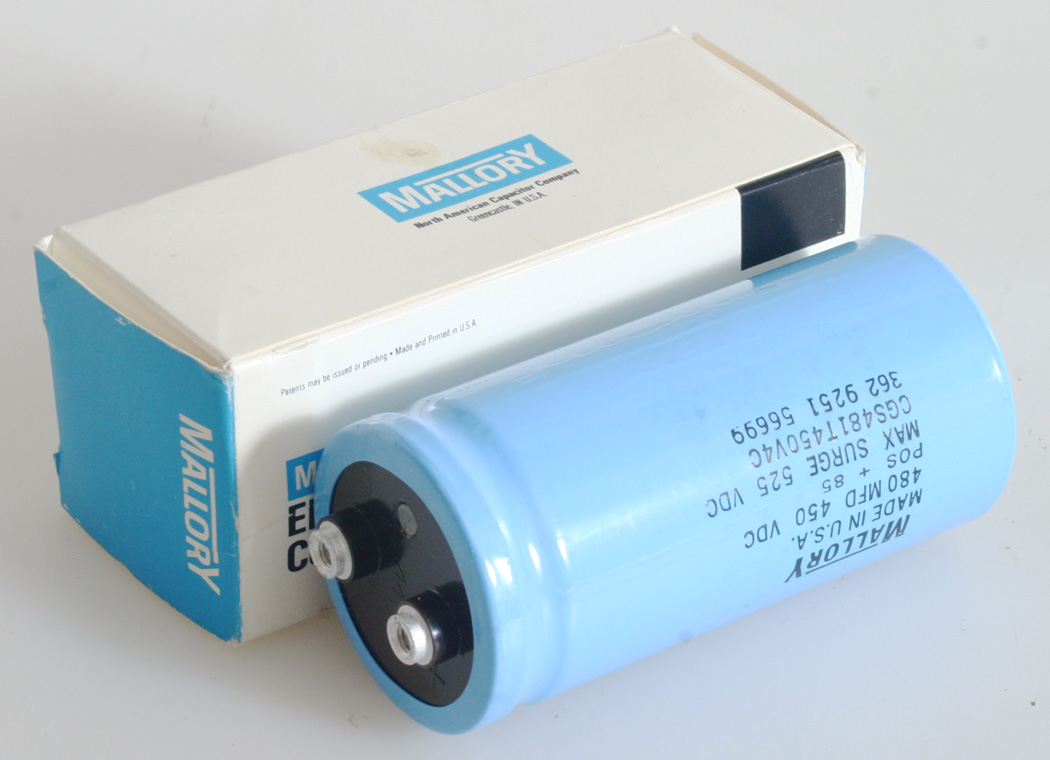 MALLORY
North American Capacitor Company
Greencastle, IN U.S.A.
Patents may be issued or pending • Made and Printed in U.S.A.
MALLORY
M
EL
MALLORY
MADE IN U.S.A.
480 MFD 450 VDC
POS + 85
MAX SURGE 525 VDC
CGS481T450V4C
362 9251 56699